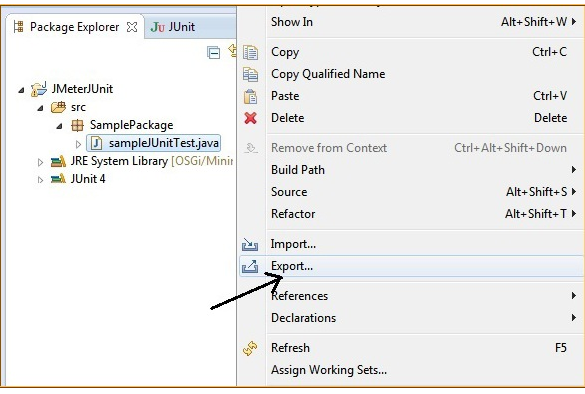 Package Explorer
JUnit
JMeterJUnit
src
SamplePackage
sampleJUnitTest.java
JRE System Library [OSGi/Minir
JUnit 4
Show In Alt+Shift+W
Copy Ctrl+C
Copy Qualified Name
Paste Ctrl+V
Delete Delete
Remove from Context Ctrl+Alt+Shift+Down
Build Path
Source Alt+Shift+S
Refactor Alt+Shift+T
Import...
Export...
References
Declarations
Refresh F5
Assign Working Sets...